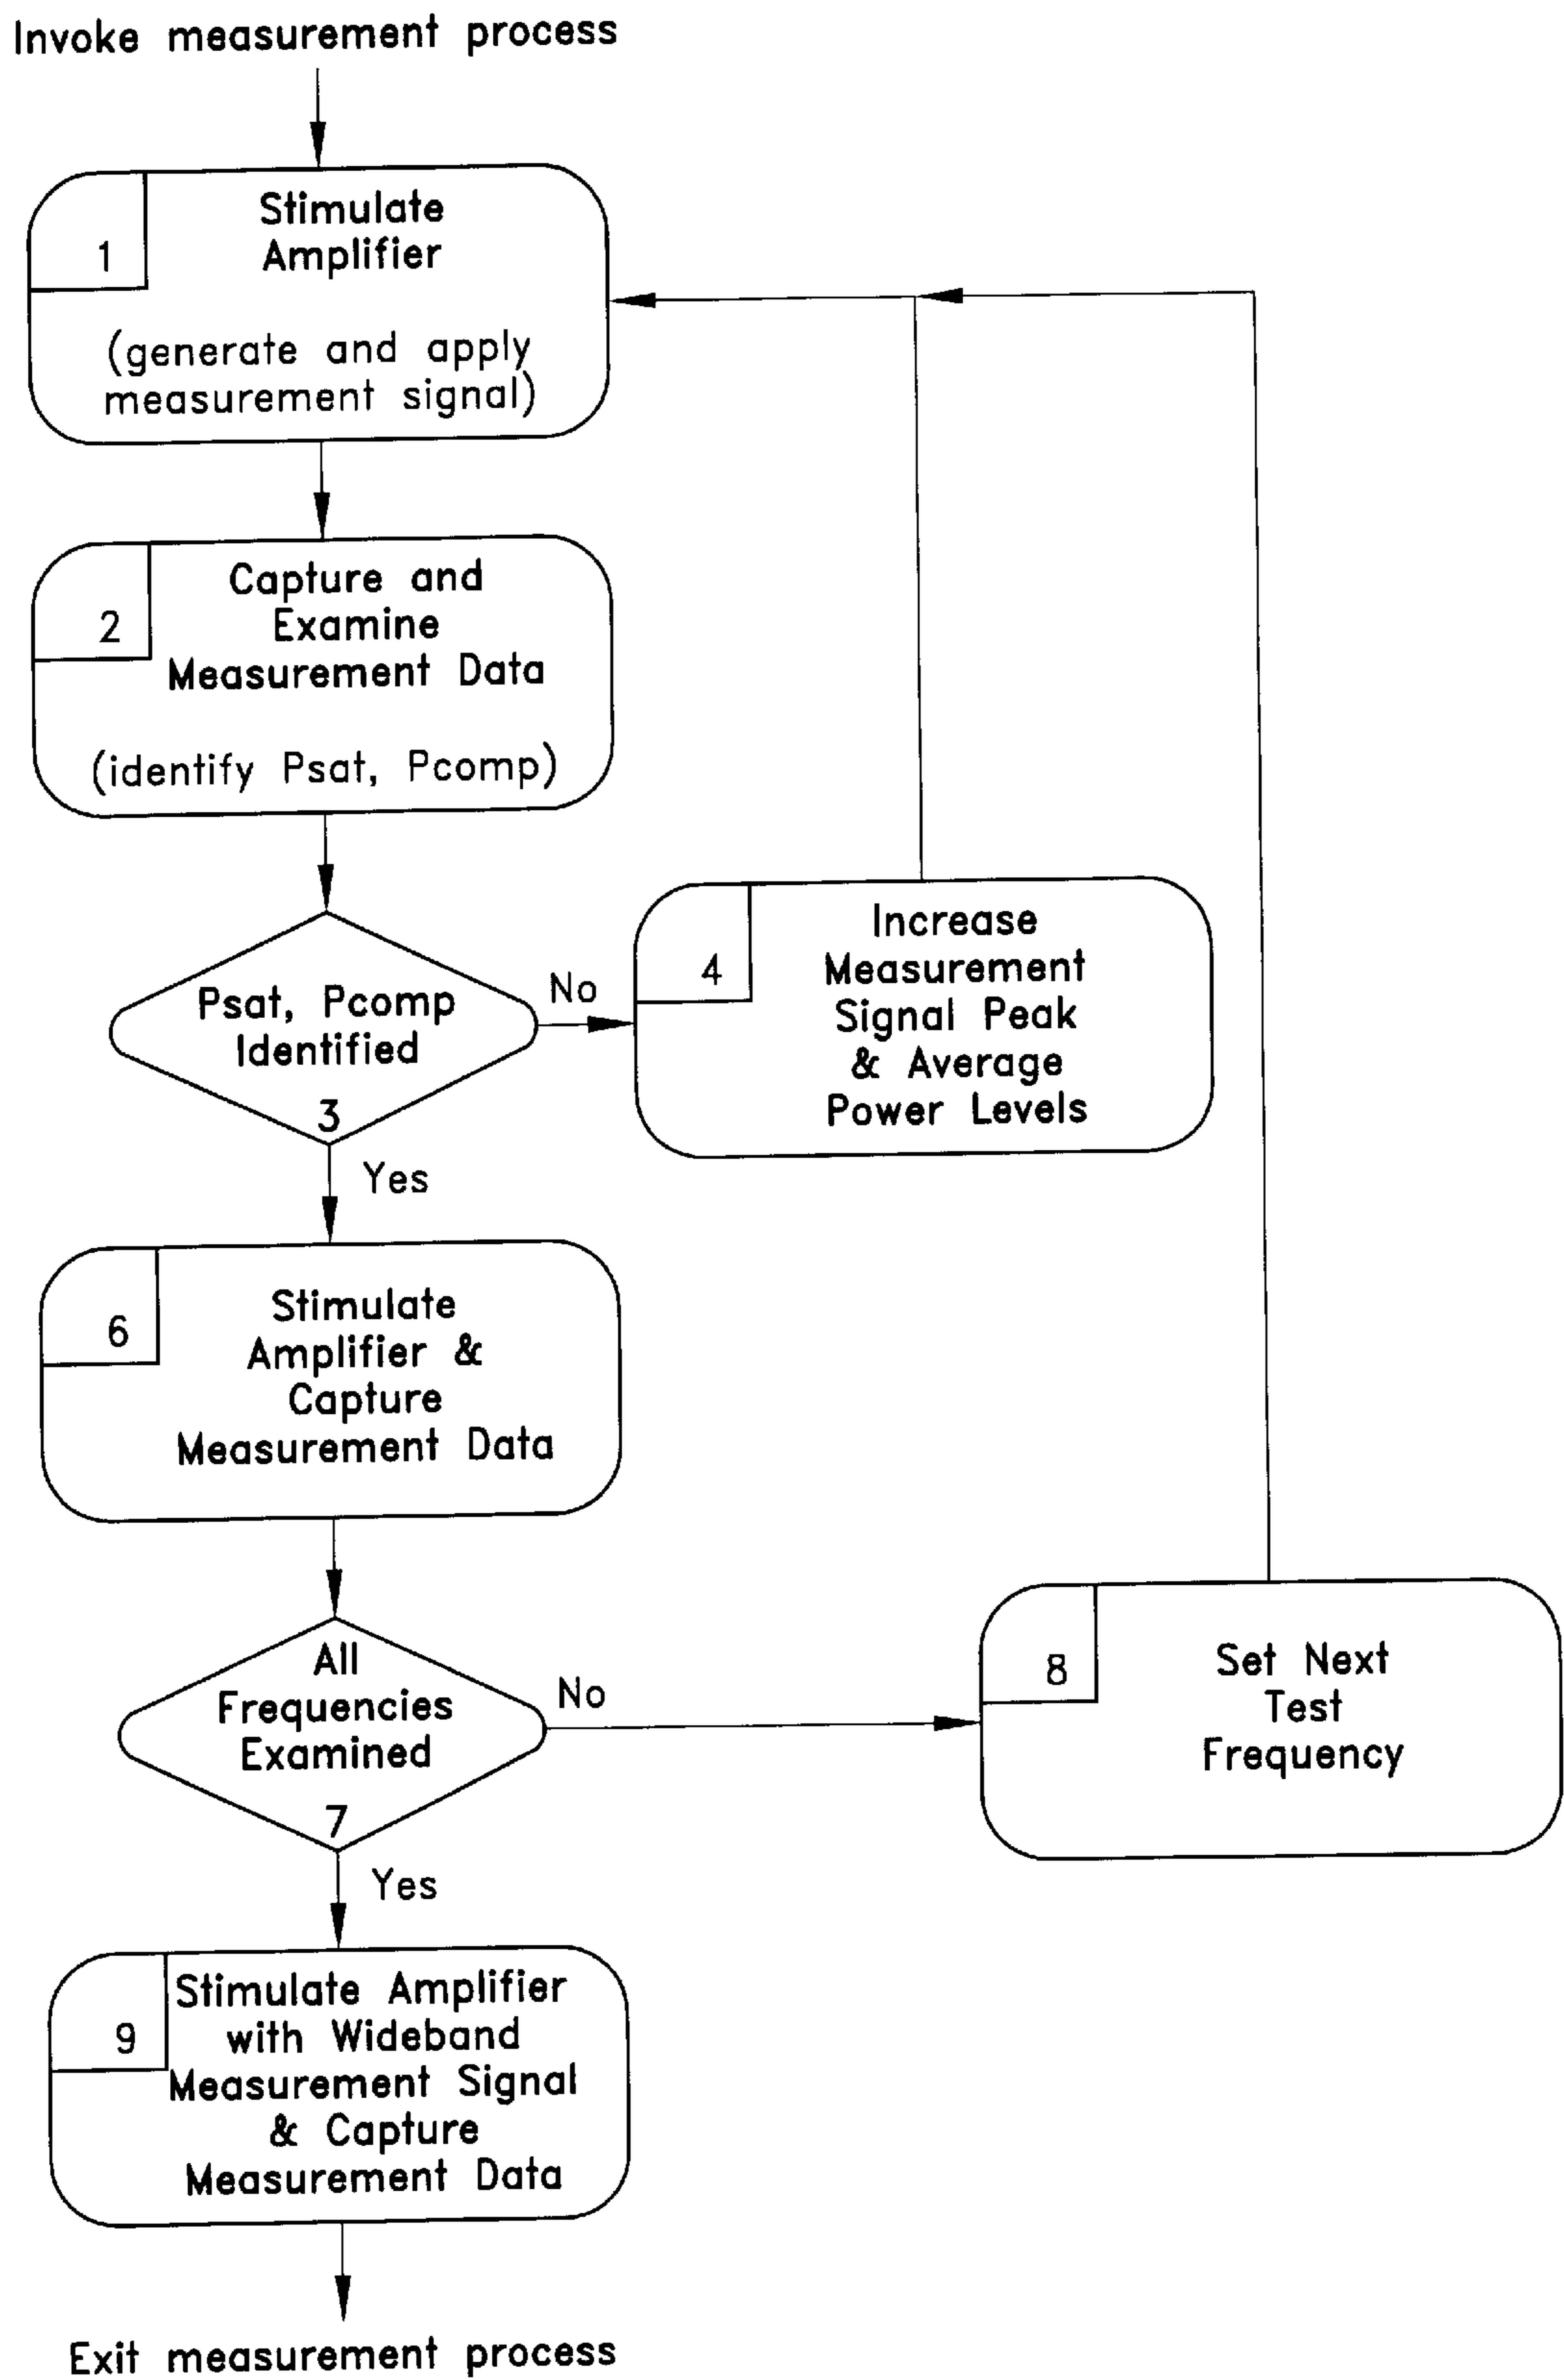 Invoke measurement process
1
Stimulate
Amplifier
(generate and apply
measurement signal)
2
Capture and
Examine
Measurement Data
(identify Psat, Pcomp)
Psat, Pcomp
Identified
3
No
Yes
4
Increase
Measurement
Signal Peak
& Average
Power Levels
6
Stimulate
Amplifier &
Capture
Measurement Data
All
Frequencies
Examined
7
No
Yes
8
Set Next
Test
Frequency
9
Stimulate Amplifier
with Wideband
Measurement Signal
& Capture
Measurement Data
Exit measurement process